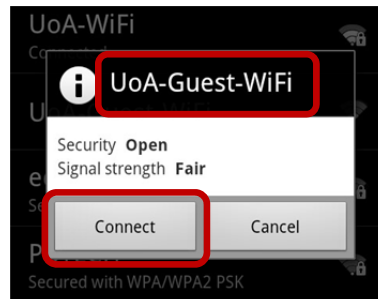 UoA-WiFi
UoA-Guest-WiFi
Security Open
Signal strength Fair
Connect
Cancel
Secured with WPA/WPA2 PSK